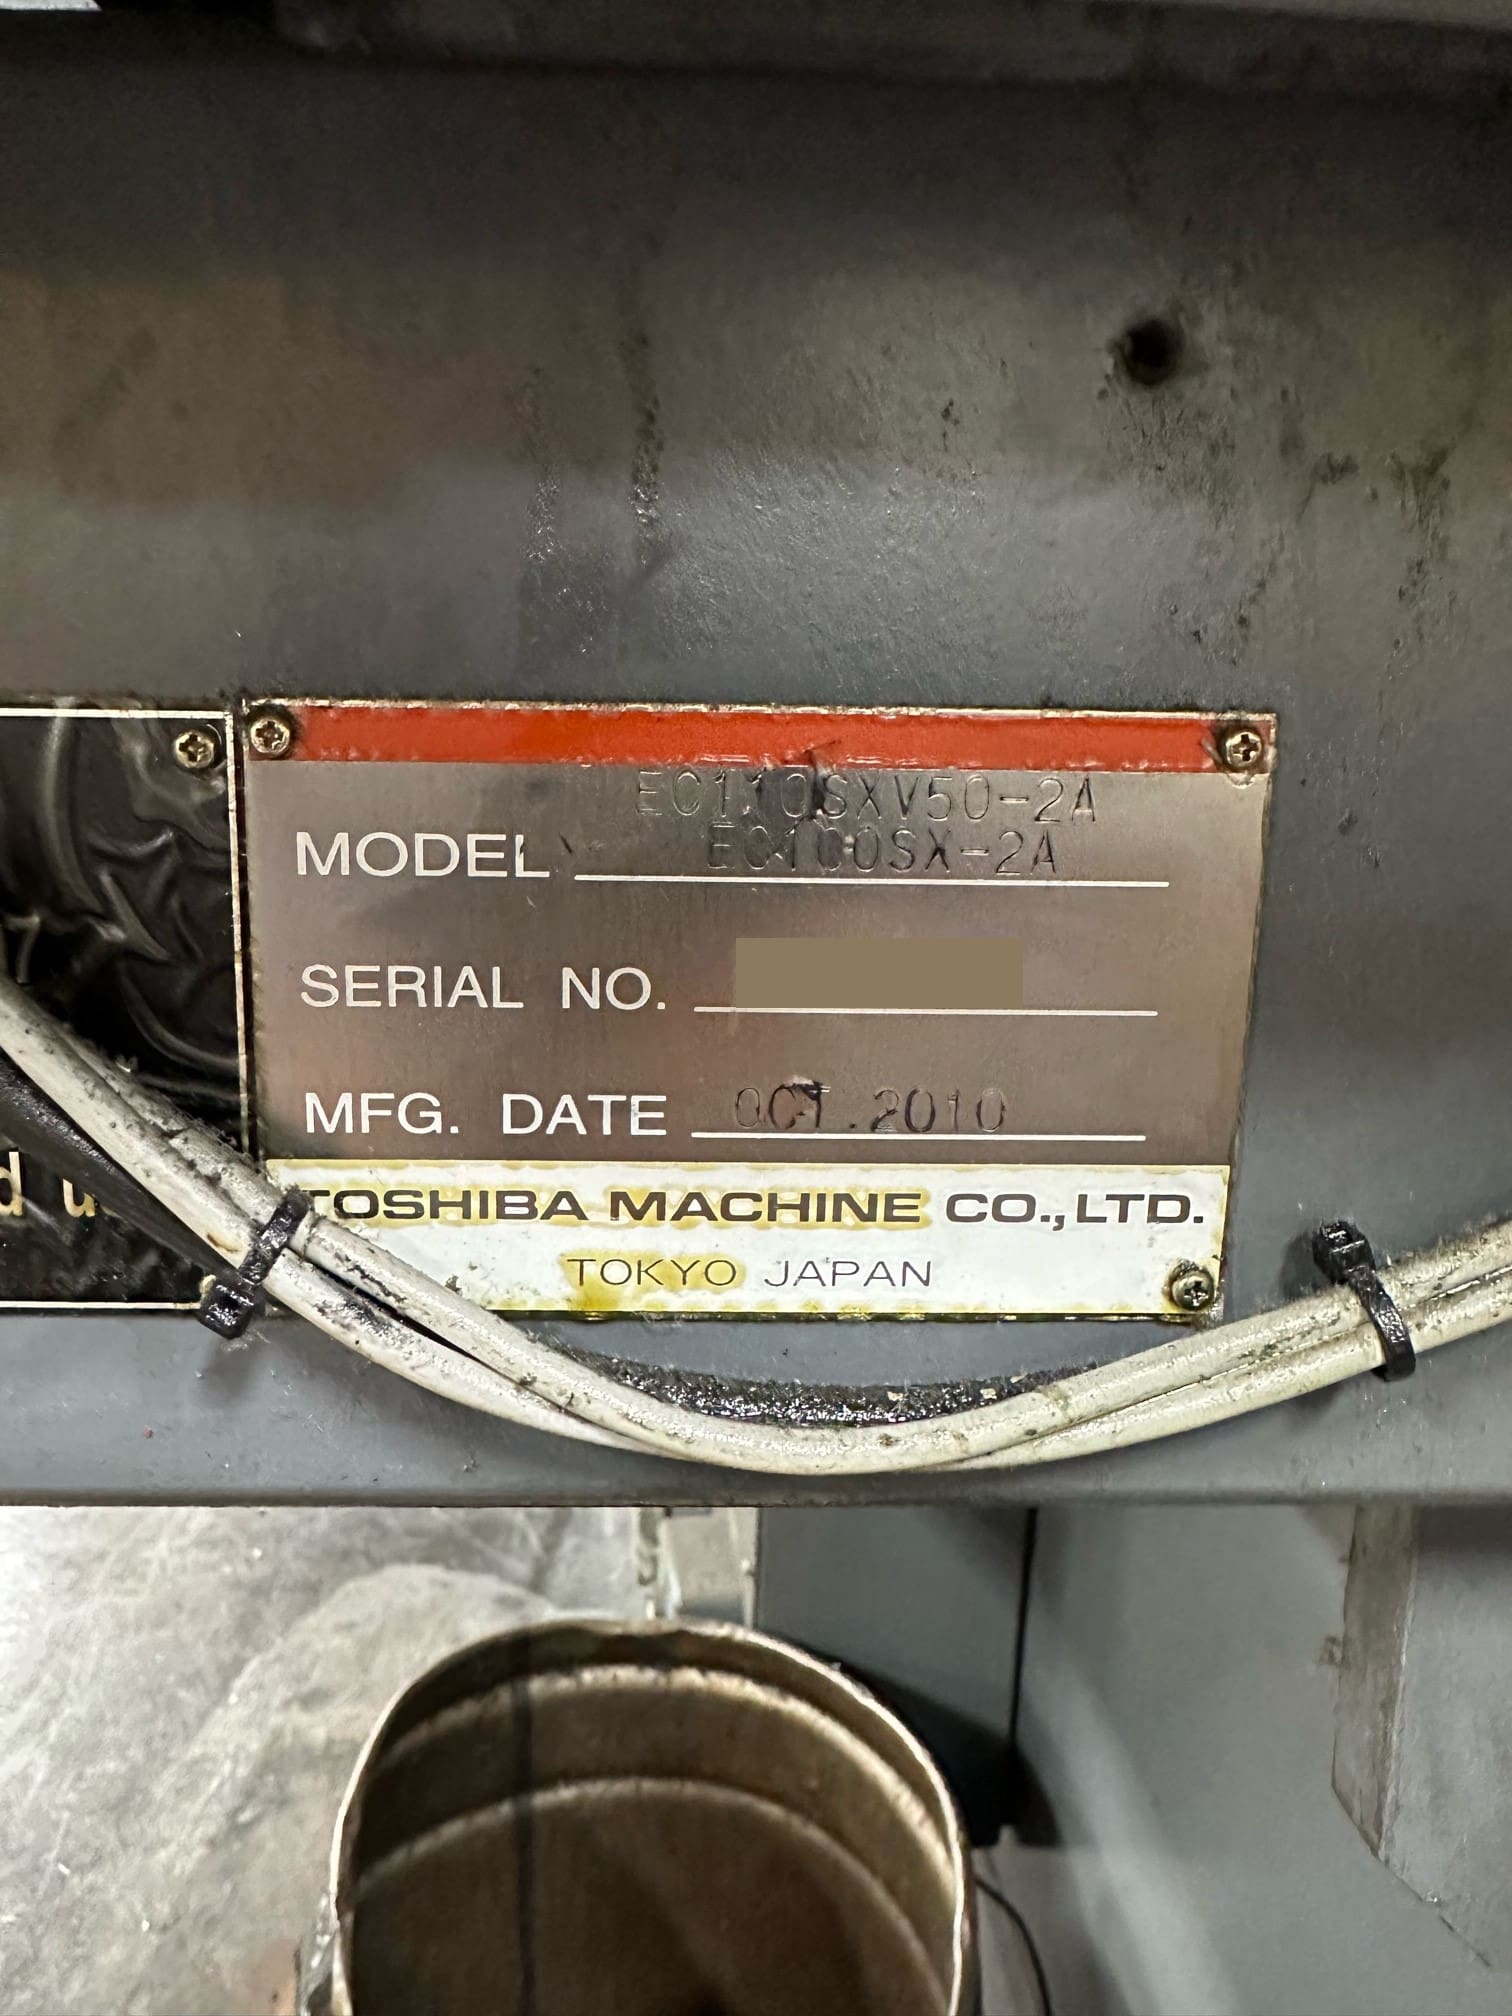 EC110SXV50-2A
MODEL EC100SX-2A
SERIAL NO.
MFG. DATE OCT.2010
d u
TOSHIBA MACHINE CO., LTD.
TOKYO JAPAN